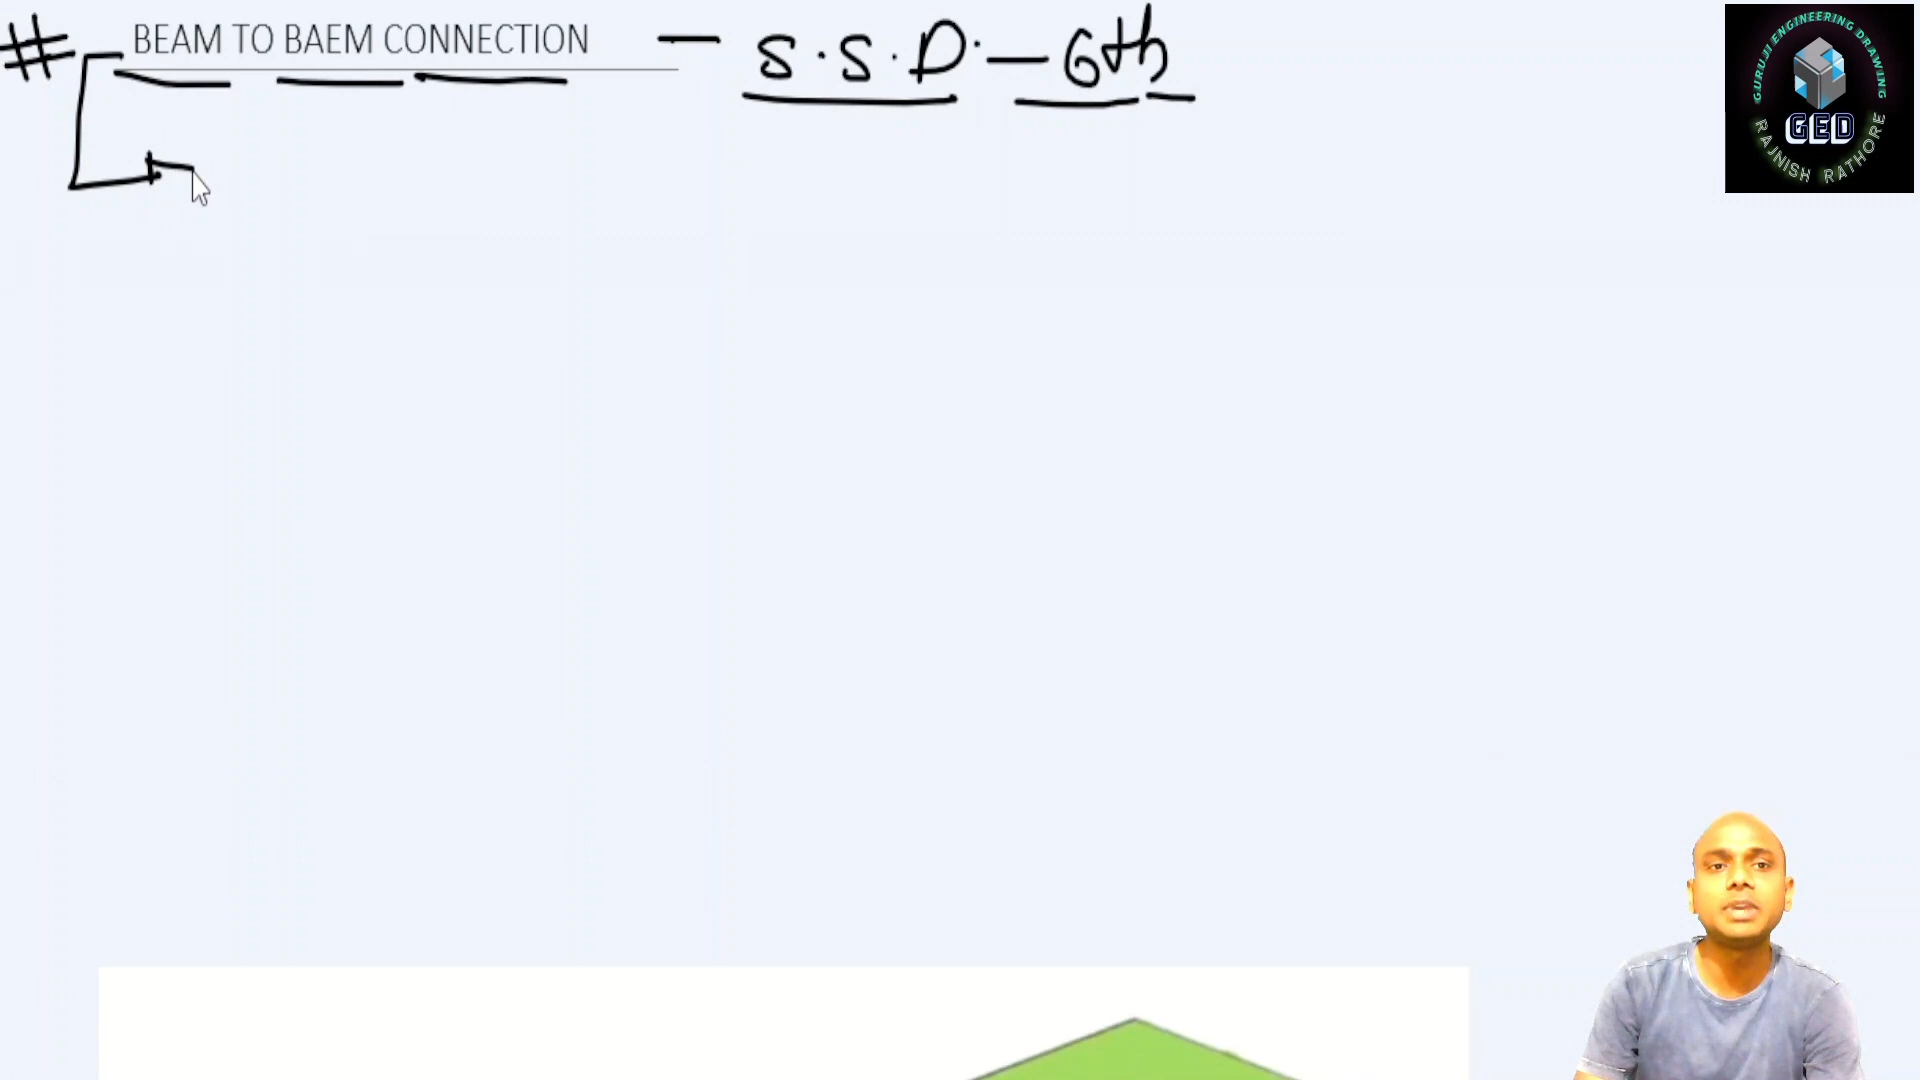 # BEAM TO BAEM CONNECTION - S.S.D. - 6th
GURUJI ENGINEERING DRAWING
GED
RAJNISH RATHORE